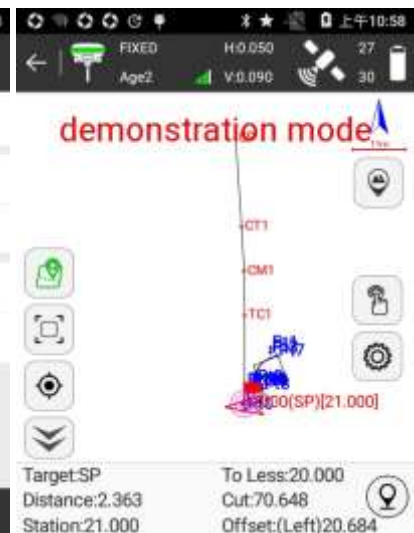 上午10:58
FIXED H:0.050 27
Age2 V:0.090 30
demonstration mode
CT1
CM1
TC1
(SP)[21.000]
Target:SP To Less:20.000
Distance:2.363 Cut:70.648
Station:21.000 Offset:(Left)20.684